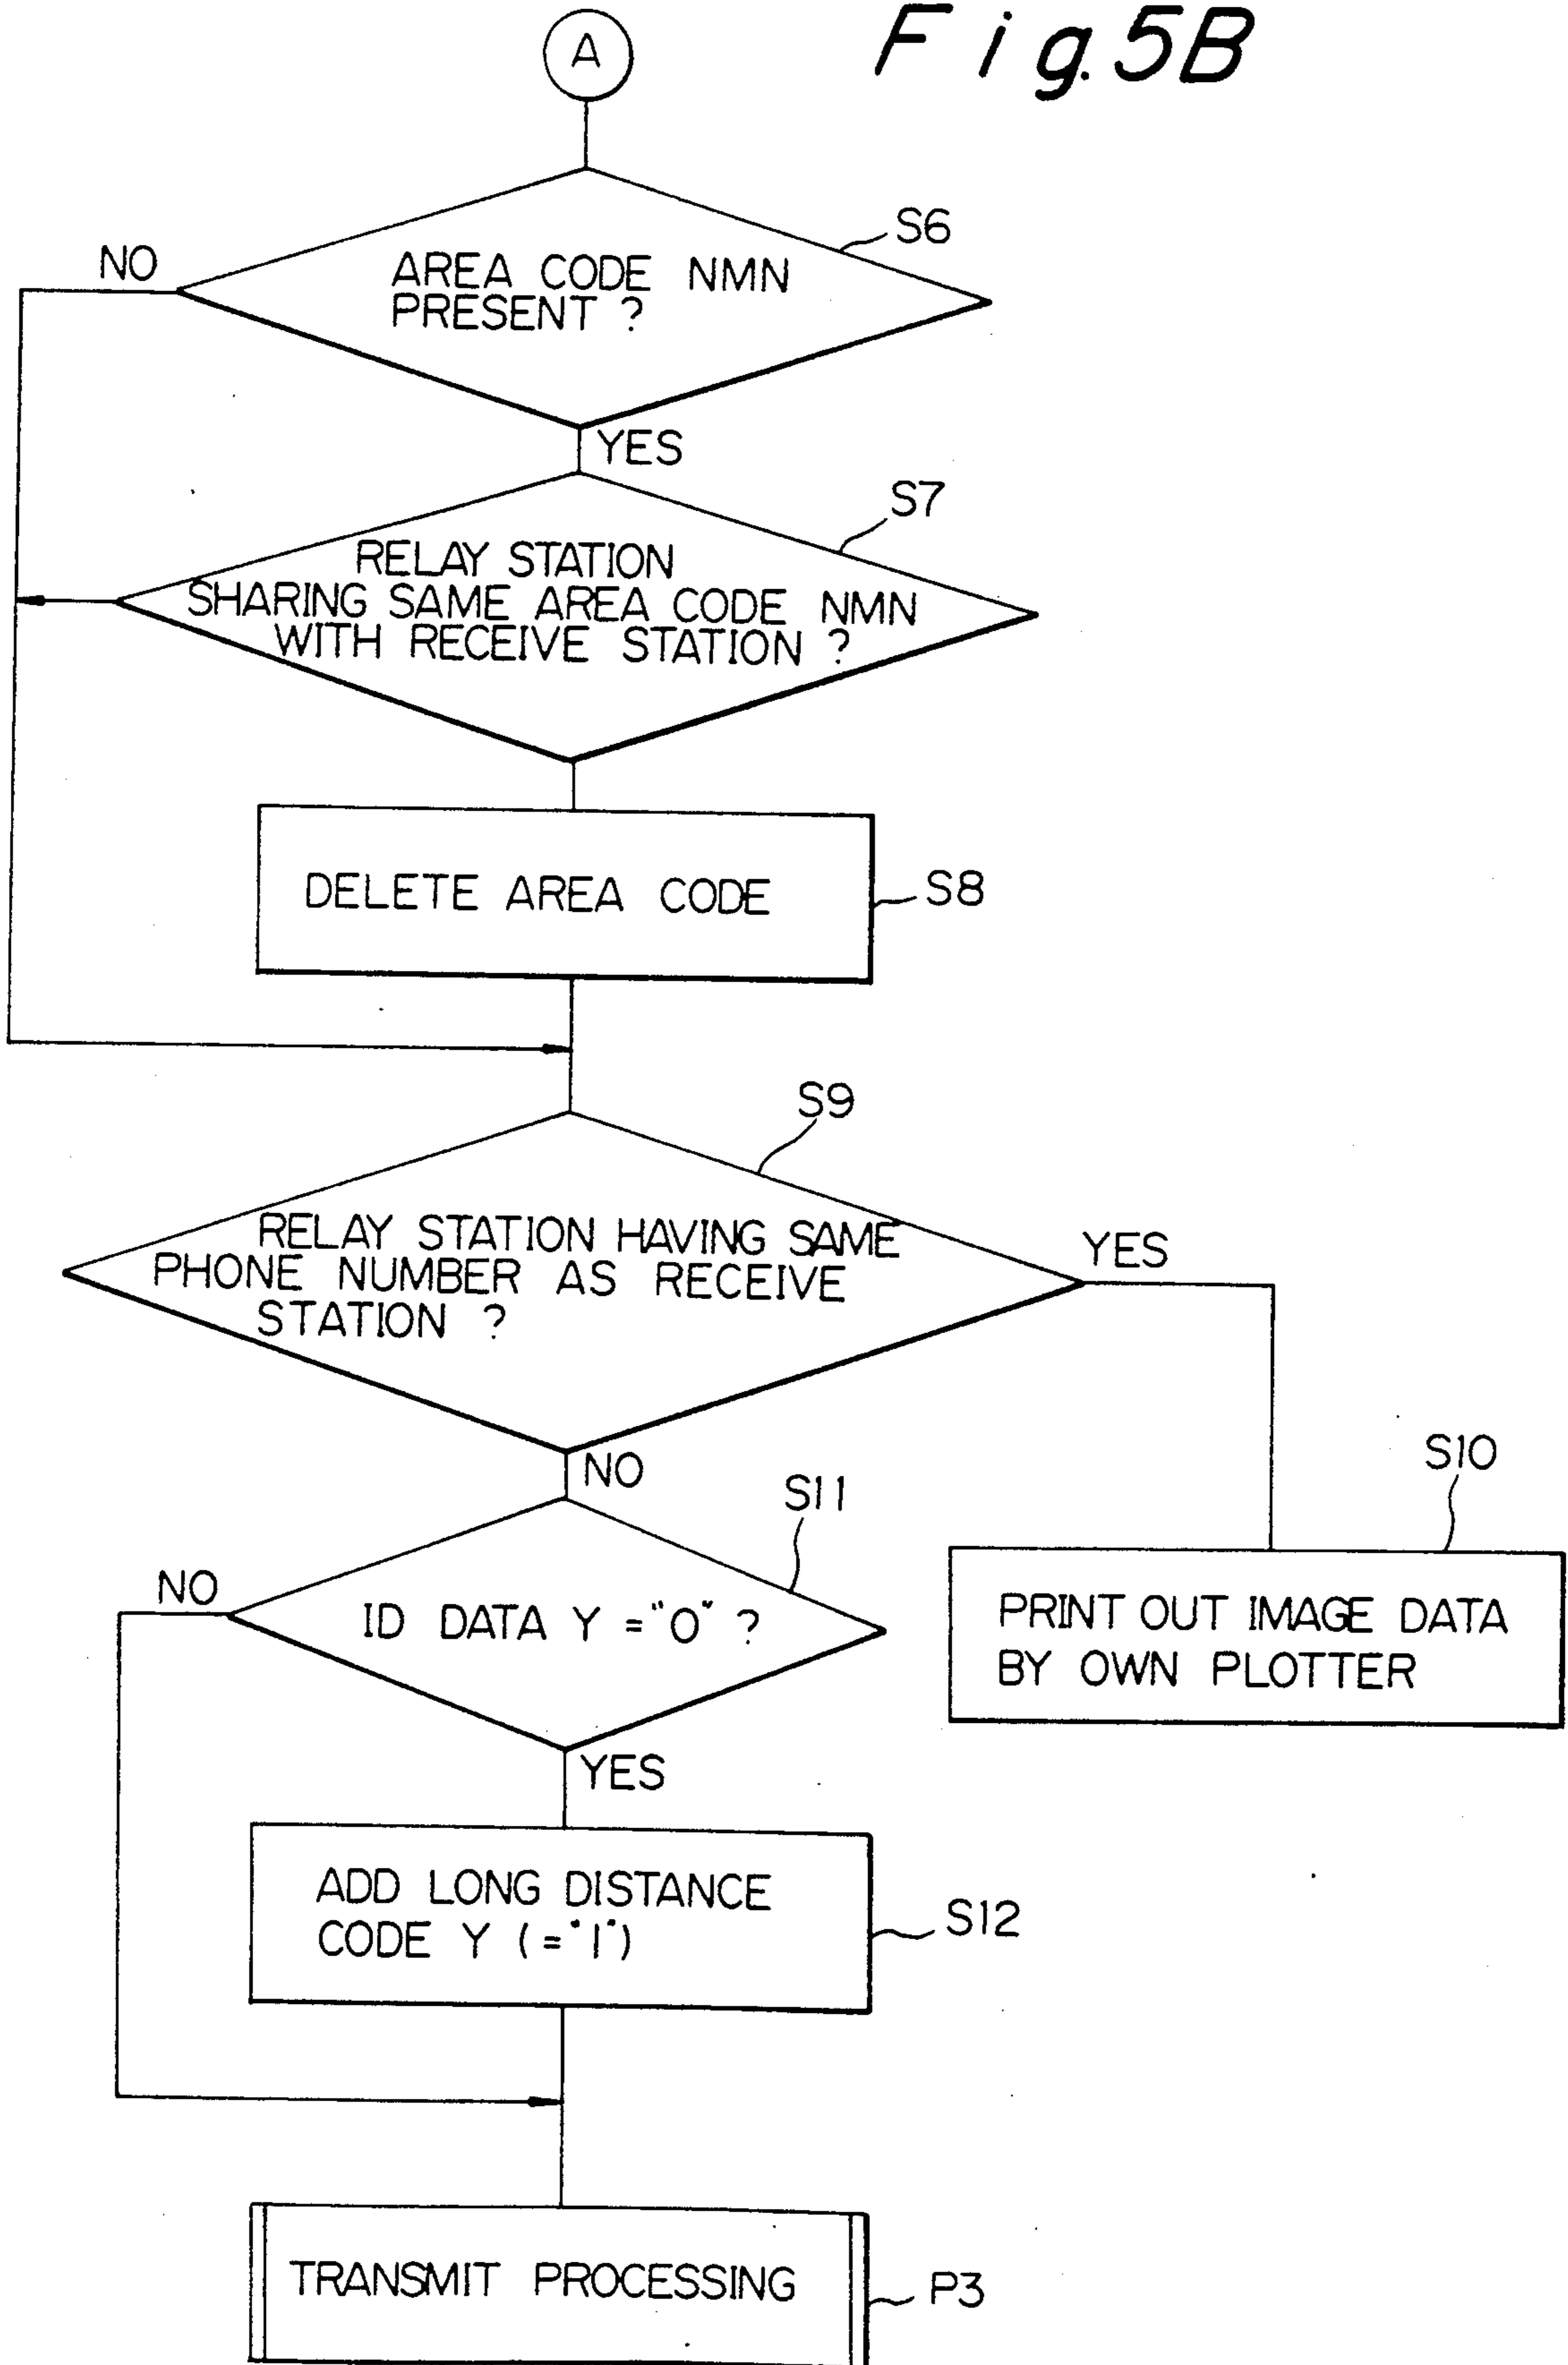 Fig. 5B
A
S6
NO
AREA CODE NMN
PRESENT ?
YES
S7
RELAY STATION
SHARING SAME AREA CODE NMN
WITH RECEIVE STATION ?
DELETE AREA CODE
S8
S9
RELAY STATION HAVING SAME
PHONE NUMBER AS RECEIVE
STATION ?
YES
NO
S10
S11
NO
ID DATA Y = "0" ?
PRINT OUT IMAGE DATA
BY OWN PLOTTER
YES
ADD LONG DISTANCE
CODE Y (= "1")
S12
TRANSMIT PROCESSING
P3